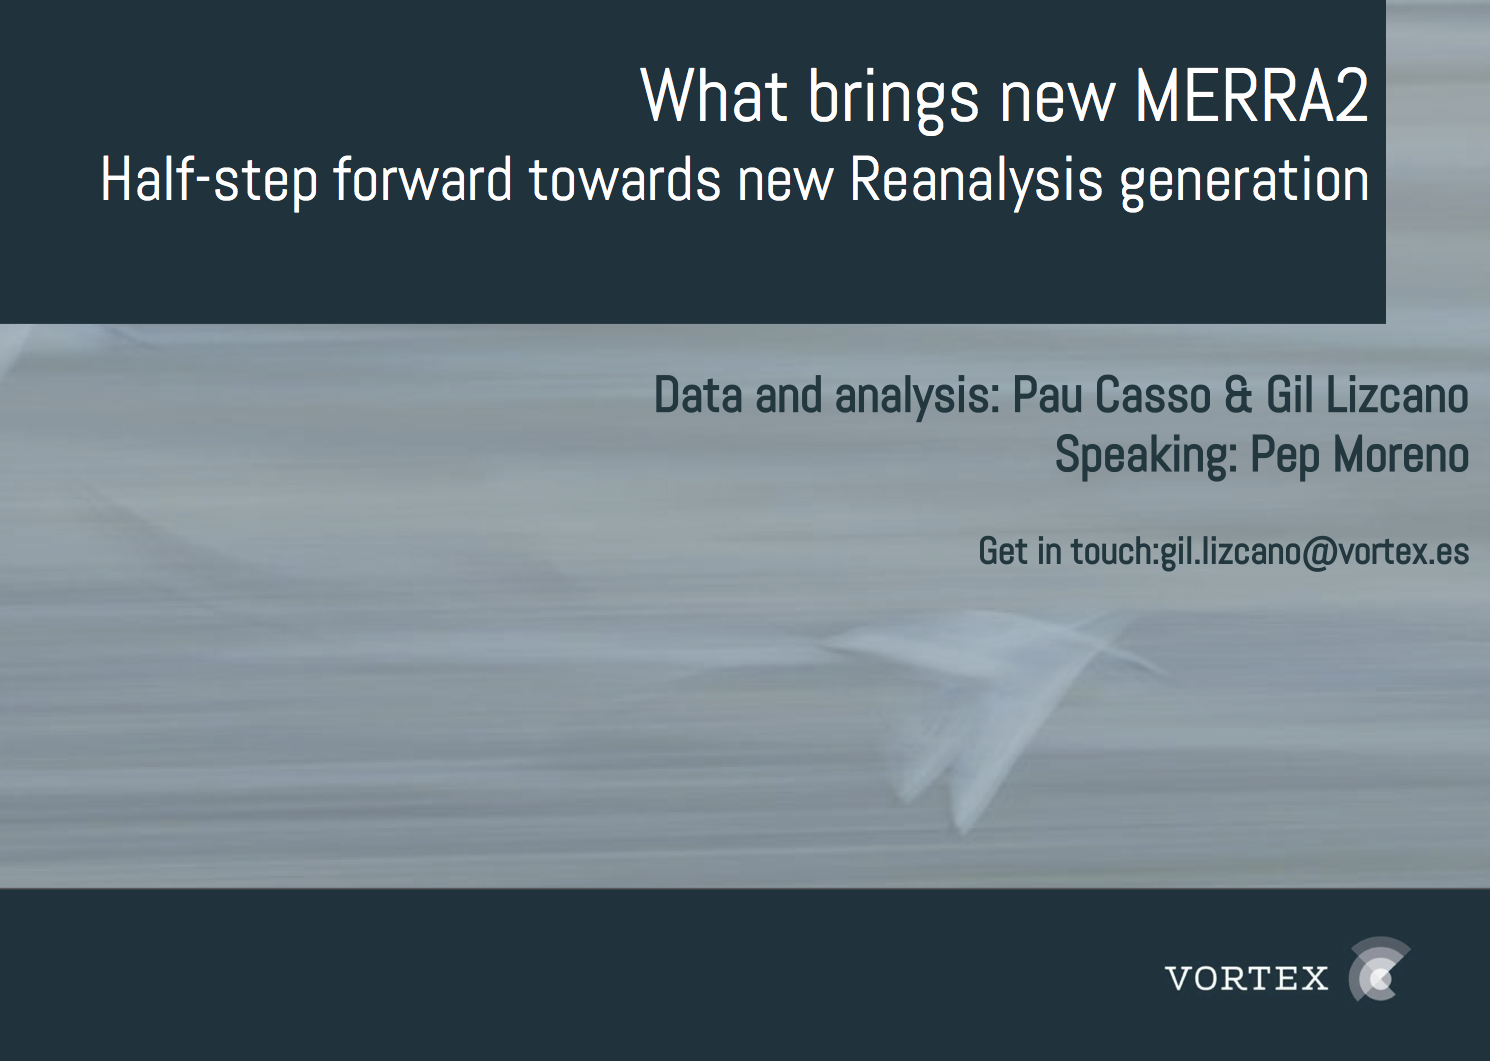 What brings new MERRA2
Half-step forward towards new Reanalysis generation
Data and analysis: Pau Casso & Gil Lizcano
Speaking: Pep Moreno
Get in touch:gil.lizcano@vortex.es
VORTEX